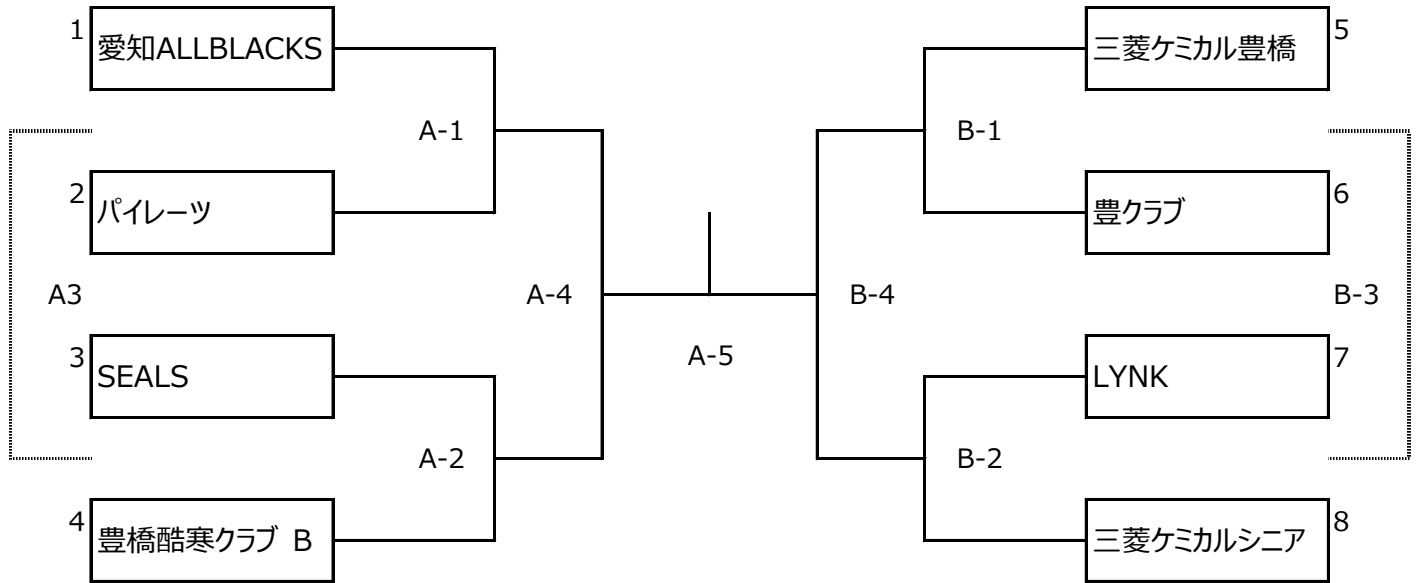 1
愛知ALLBLACKS
三菱ケミカル豊橋
5
A-1
B-1
2
パイレーツ
豊クラブ
6
A3
A-4
B-4
B-3
A-5
3
SEALS
LYNK
7
A-2
B-2
4
豊橋酷寒クラブ B
三菱ケミカルシニア
8